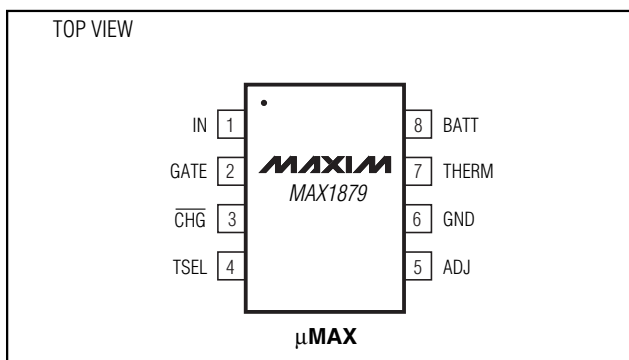 TOP VIEW
IN 1
8 BATT
GATE 2
MAXIM
7 THERM
MAX1879
C̅H̅G̅ 3
6 GND
TSEL 4
5 ADJ
µMAX